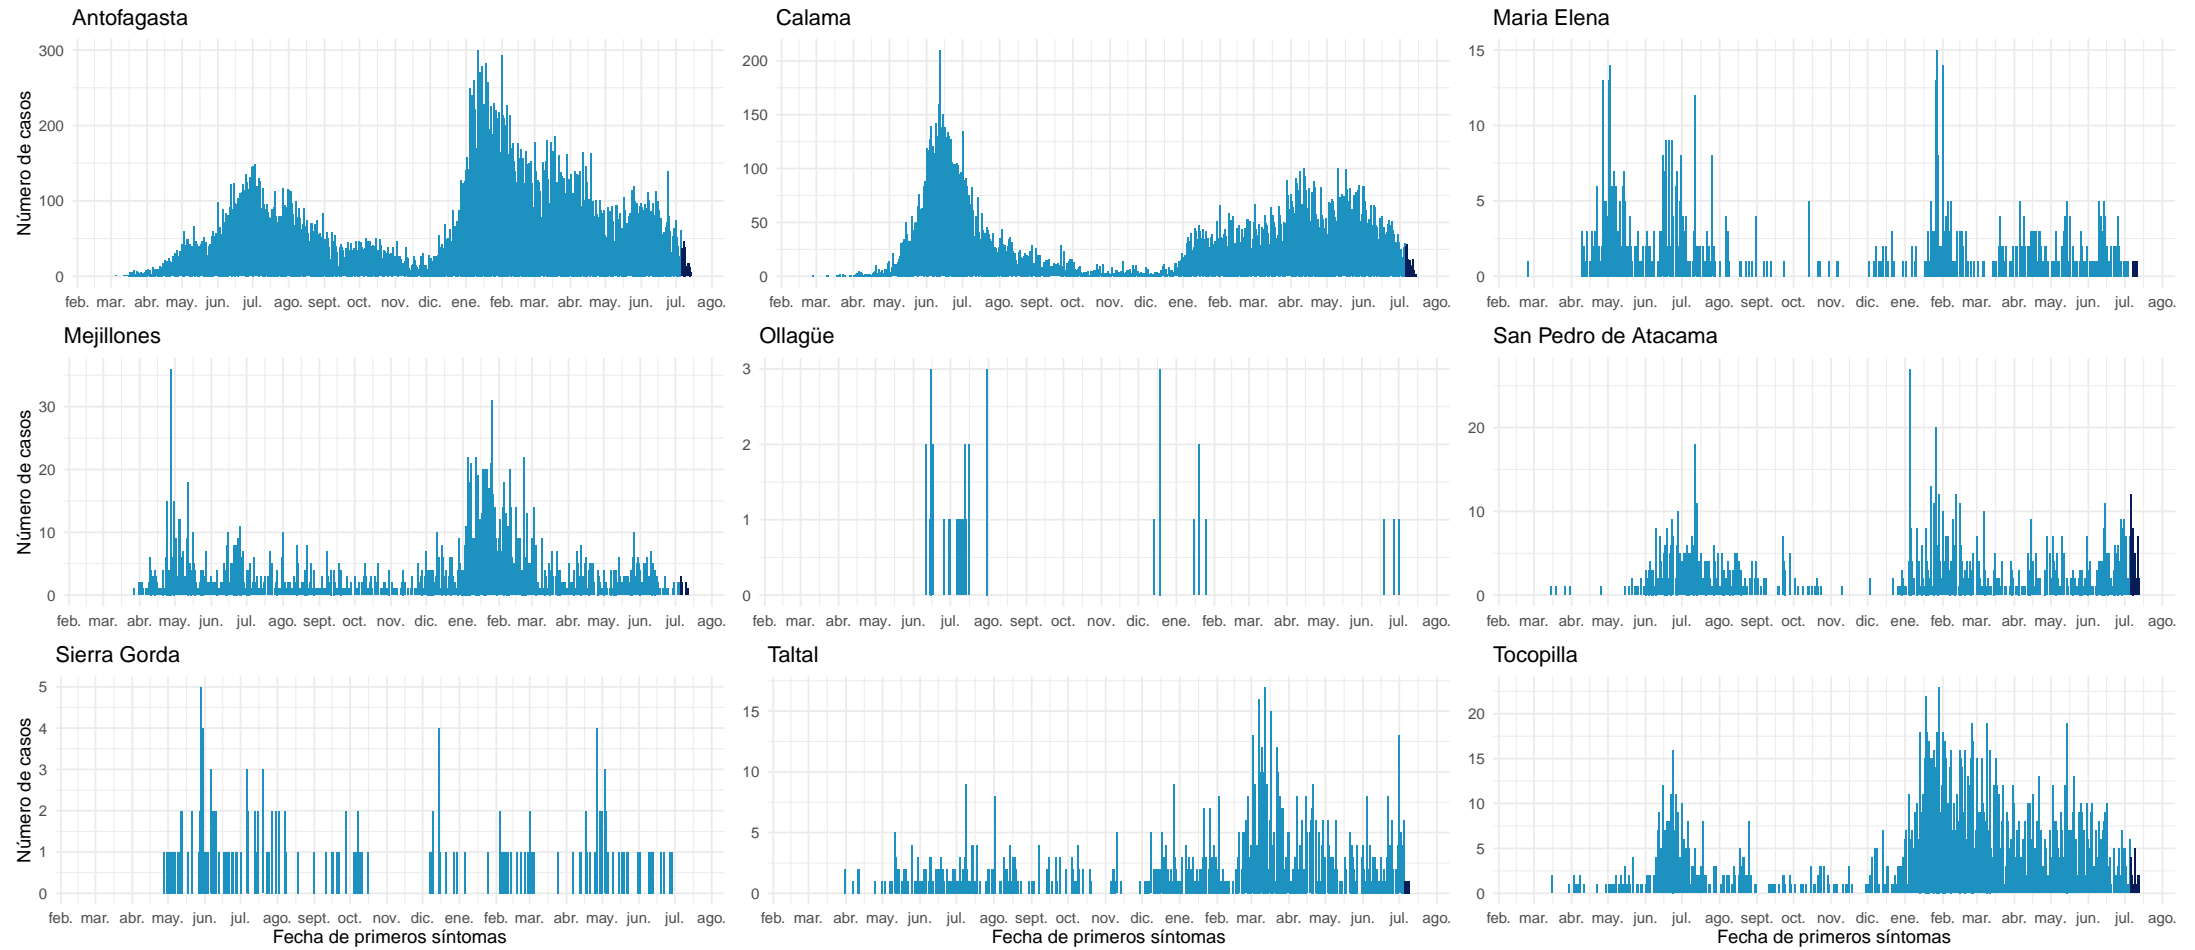 Antofagasta Calama Maria Elena
Número de casos
300
200
100
0
200
150
100
50
0
15
10
5
0
feb. mar. abr. may. jun. jul. ago. sept. oct. nov. dic. ene. feb. mar. abr. may. jun. jul. ago.
feb. mar. abr. may. jun. jul. ago. sept. oct. nov. dic. ene. feb. mar. abr. may. jun. jul. ago.
feb. mar. abr. may. jun. jul. ago. sept. oct. nov. dic. ene. feb. mar. abr. may. jun. jul. ago.
Mejillones Ollagüe San Pedro de Atacama
Número de casos
30
20
10
0
3
2
1
0
20
10
0
feb. mar. abr. may. jun. jul. ago. sept. oct. nov. dic. ene. feb. mar. abr. may. jun. jul. ago.
feb. mar. abr. may. jun. jul. ago. sept. oct. nov. dic. ene. feb. mar. abr. may. jun. jul. ago.
feb. mar. abr. may. jun. jul. ago. sept. oct. nov. dic. ene. feb. mar. abr. may. jun. jul. ago.
Sierra Gorda Taltal Tocopilla
Número de casos
5
4
3
2
1
0
15
10
5
0
20
15
10
5
0
feb. mar. abr. may. jun. jul. ago. sept. oct. nov. dic. ene. feb. mar. abr. may. jun. jul. ago.
feb. mar. abr. may. jun. jul. ago. sept. oct. nov. dic. ene. feb. mar. abr. may. jun. jul. ago.
feb. mar. abr. may. jun. jul. ago. sept. oct. nov. dic. ene. feb. mar. abr. may. jun. jul. ago.
Fecha de primeros síntomas Fecha de primeros síntomas Fecha de primeros síntomas